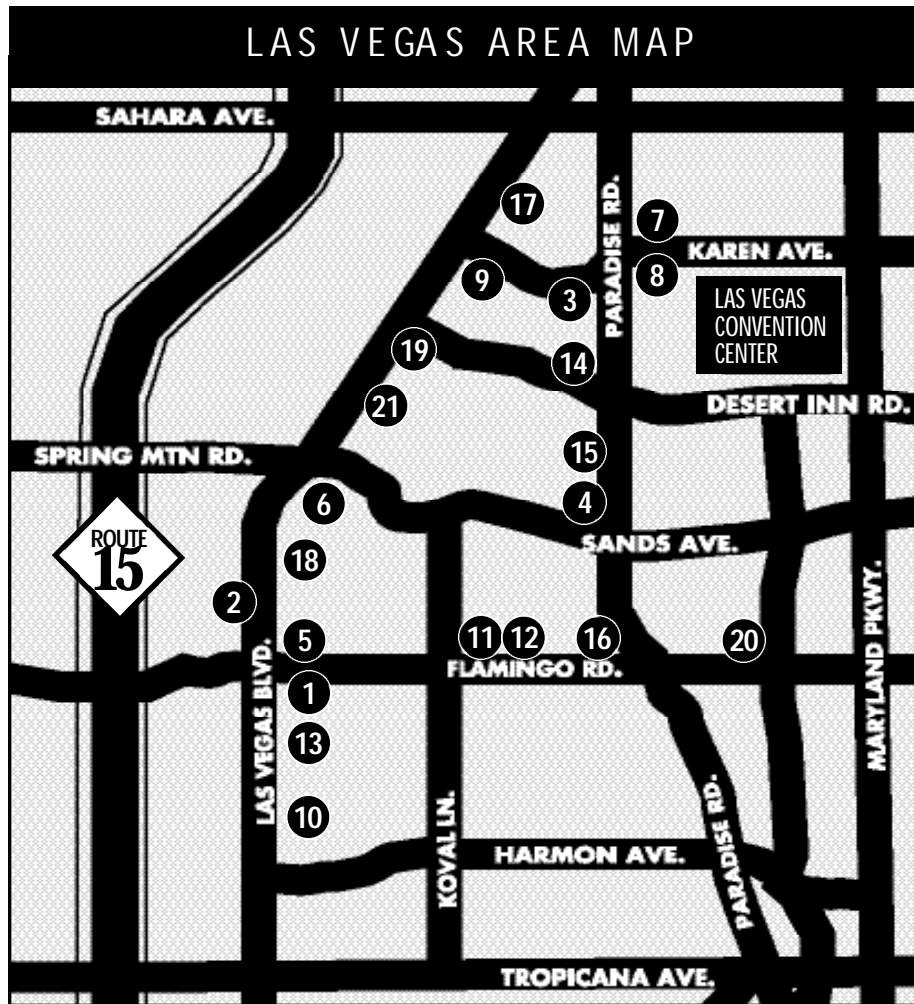 LAS VEGAS AREA MAP
SAHARA AVE.
17
PARADISE RD.
7
KAREN AVE.
9
3
8
LAS VEGAS
CONVENTION
CENTER
19
14
21
DESERT INN RD.
SPRING MTN RD.
15
6
4
ROUTE
15
18
SANDS AVE.
2
5
11
12
16
20
FLAMINGO RD.
1
LAS VEGAS BLVD.
MARYLAND PKWY.
13
10
KOVAL LN.
HARMON AVE.
PARADISE RD.
TROPICANA AVE.